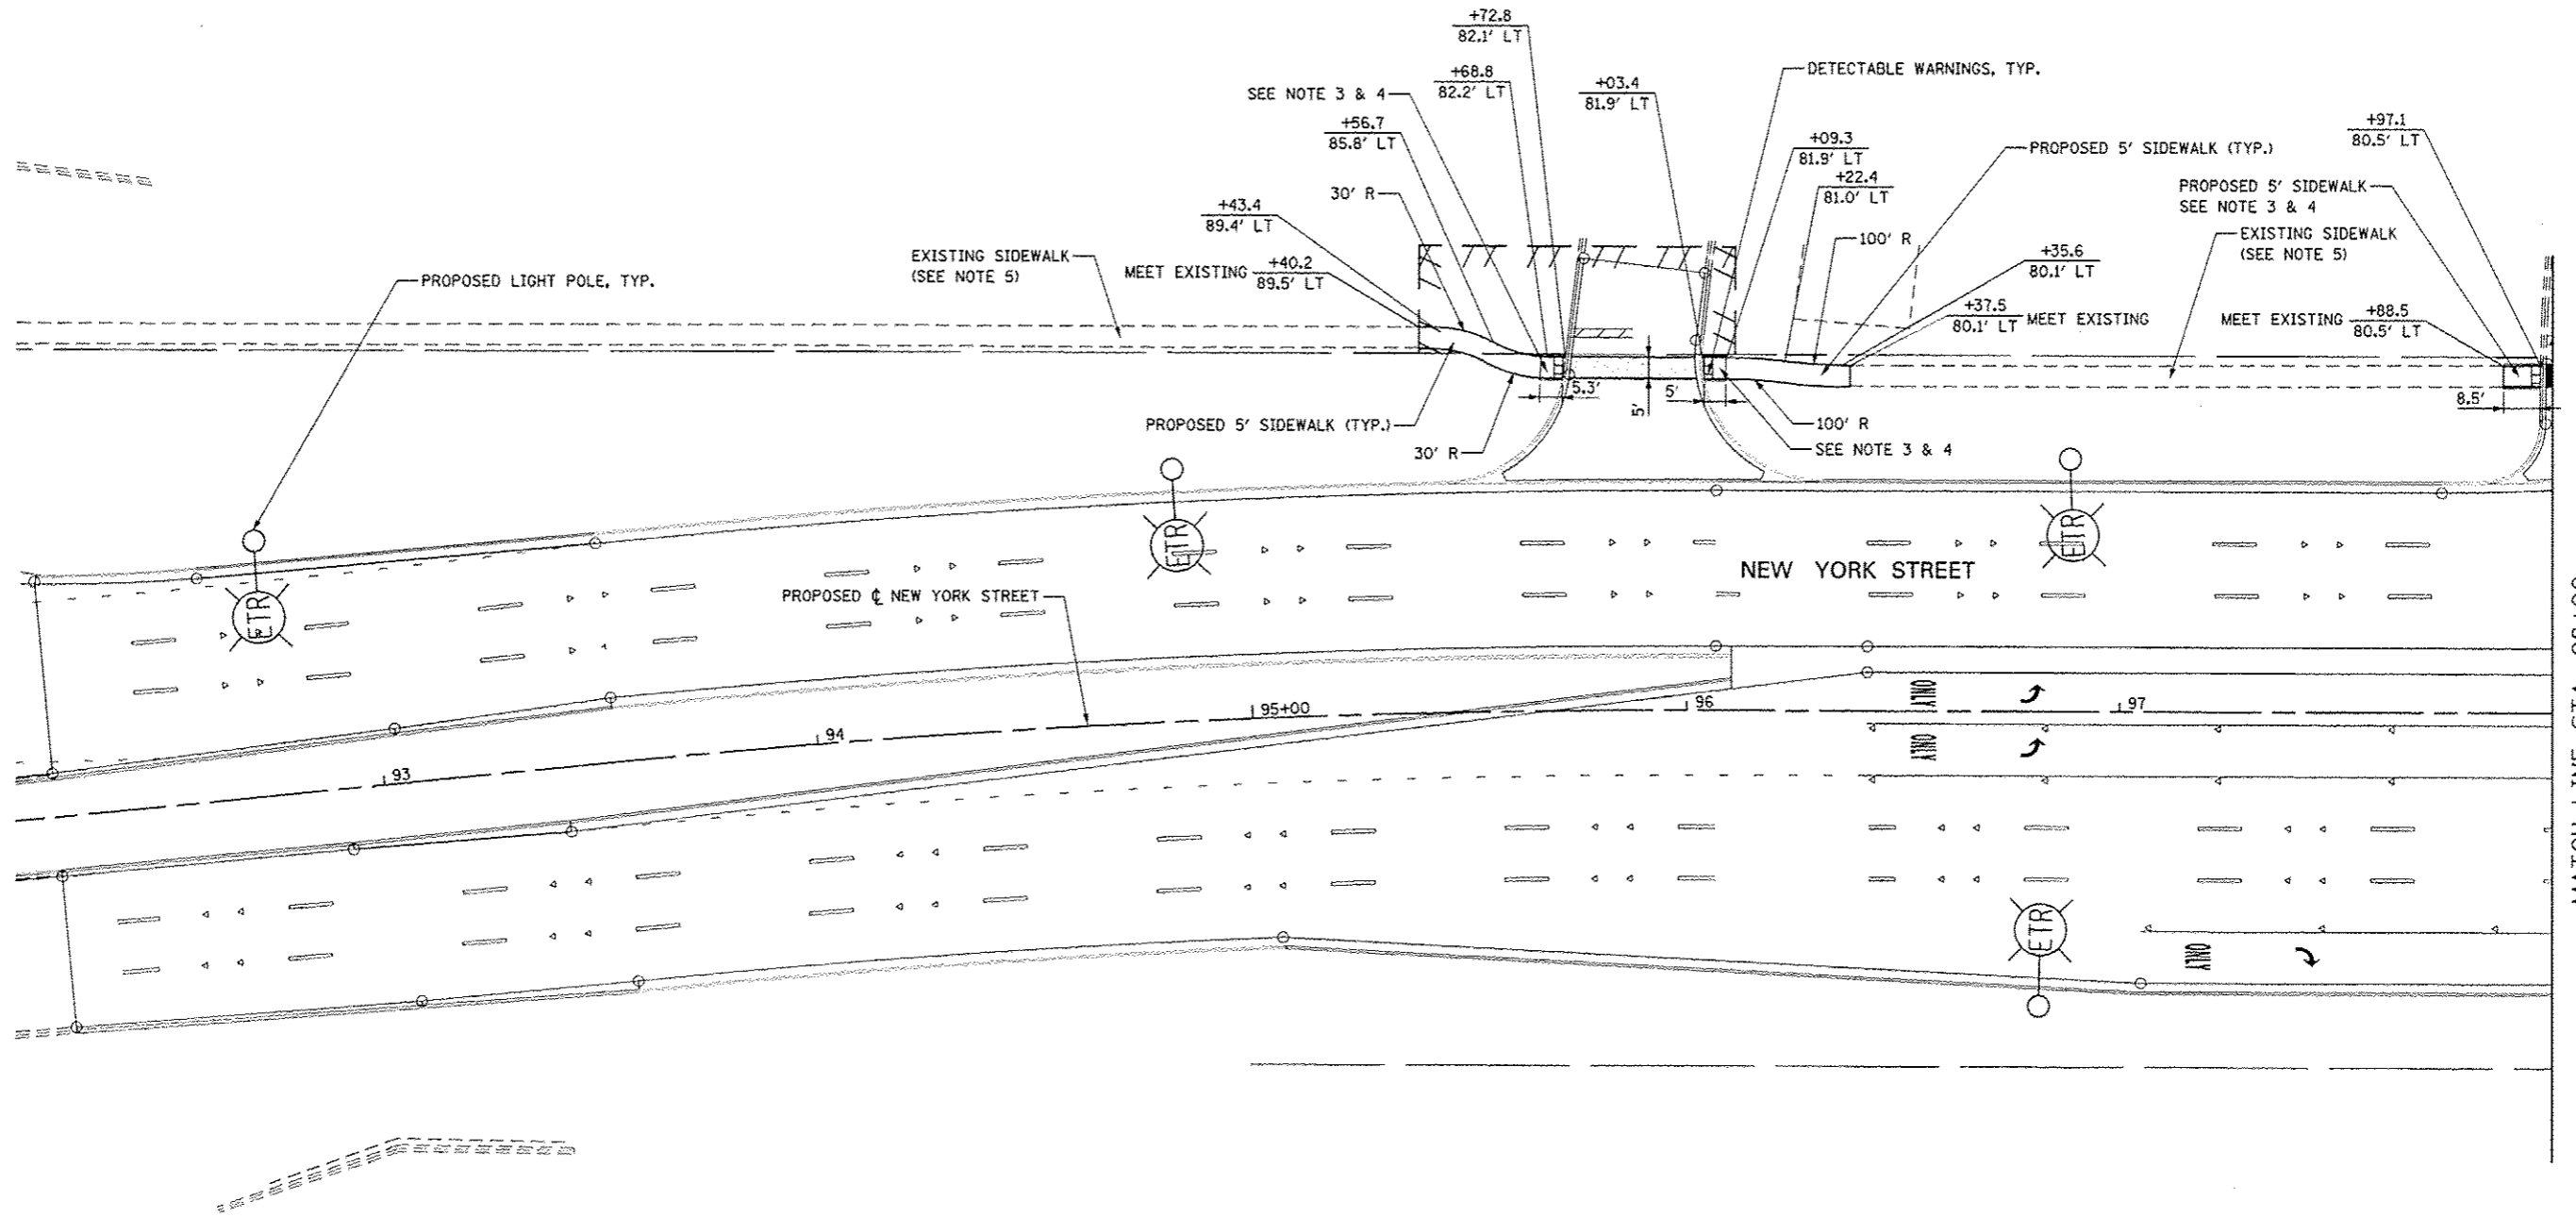 +72.8
82.1' LT
+68.8
82.2' LT
SEE NOTE 3 & 4
+56.7
85.8' LT
30' R
+43.4
89.4' LT
EXISTING SIDEWALK
(SEE NOTE 5)
MEET EXISTING +40.2
89.5' LT
+03.4
81.9' LT
DETECTABLE WARNINGS, TYP.
+09.3
81.9' LT
+22.4
81.0' LT
PROPOSED 5' SIDEWALK (TYP.)
100' R
+35.6
80.1' LT
+37.5
80.1' LT MEET EXISTING
+97.1
80.5' LT
PROPOSED 5' SIDEWALK
SEE NOTE 3 & 4
EXISTING SIDEWALK
(SEE NOTE 5)
MEET EXISTING +88.5
80.5' LT
PROPOSED LIGHT POLE, TYP.
5.3'
5'
5'
8.5'
PROPOSED 5' SIDEWALK (TYP.)
30' R
100' R
SEE NOTE 3 & 4
ETR
ETR
ETR
NEW YORK STREET
PROPOSED ℄ NEW YORK STREET
93
94
95+00
96
97
ONLY
ONLY
ETR
ONLY